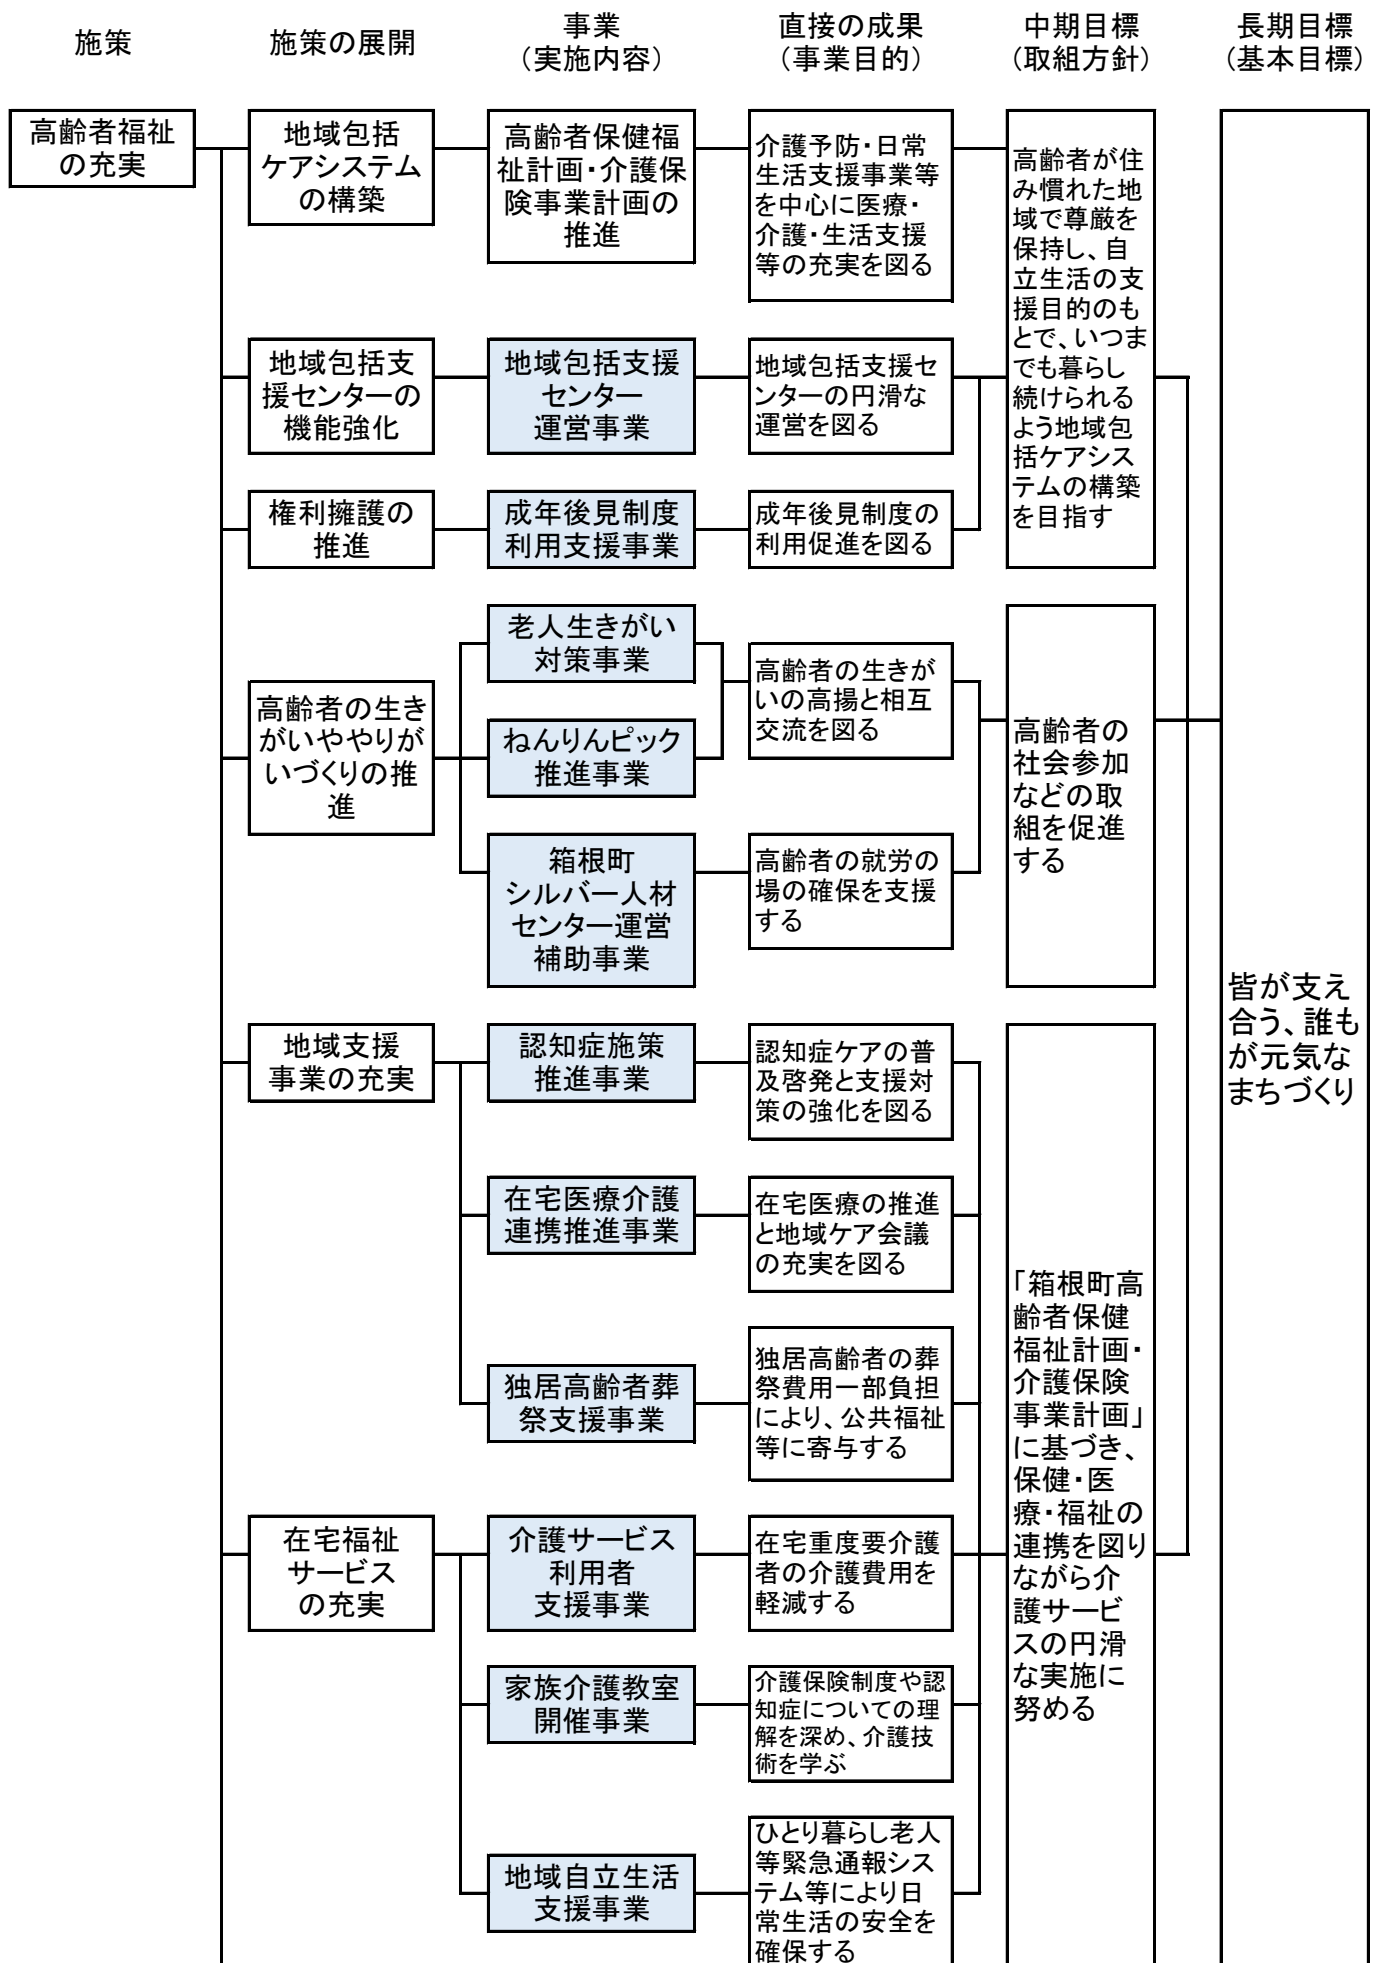 施策
施策の展開
事業
（実施内容）
直接の成果
（事業目的）
中期目標
（取組方針）
長期目標
（基本目標）
高齢者福祉
の充実
地域包括
ケアシステム
の構築
高齢者保健福
祉計画・介護保
険事業計画の
推進
介護予防・日常
生活支援事業等
を中心に医療・
介護・生活支援
等の充実を図る
高齢者が住
み慣れた地
域で尊厳を
保持し、自
立生活の支
援目的のも
とで、いつま
でも暮らし
続けられる
よう地域包
括ケアシス
テムの構築
を目指す
地域包括支
援センターの
機能強化
地域包括支援
センター
運営事業
地域包括支援セ
ンターの円滑な
運営を図る
権利擁護の
推進
成年後見制度
利用支援事業
成年後見制度の
利用促進を図る
高齢者の生き
がいややりが
いづくりの推
進
老人生きがい
対策事業
ねんりんピック
推進事業
高齢者の生きが
いの高揚と相互
交流を図る
箱根町
シルバー人材
センター運営
補助事業
高齢者の就労の
場の確保を支援
する
高齢者の
社会参加
などの取
組を促進
する
皆が支え
合う、誰も
が元気な
まちづくり
地域支援
事業の充実
認知症施策
推進事業
認知症ケアの普
及啓発と支援対
策の強化を図る
在宅医療介護
連携推進事業
在宅医療の推進
と地域ケア会議
の充実を図る
独居高齢者葬
祭支援事業
独居高齢者の葬
祭費用一部負担
により、公共福祉
等に寄与する
「箱根町高
齢者保健
福祉計画・
介護保険
事業計画」
に基づき、
保健・医
療・福祉の
連携を図り
ながら介
護サービ
スの円滑
な実施に
努める
在宅福祉
サービス
の充実
介護サービス
利用者
支援事業
在宅重度要介護
者の介護費用を
軽減する
家族介護教室
開催事業
介護保険制度や認
知症についての理
解を深め、介護技
術を学ぶ
地域自立生活
支援事業
ひとり暮らし老人
等緊急通報シス
テム等により日
常生活の安全を
確保する